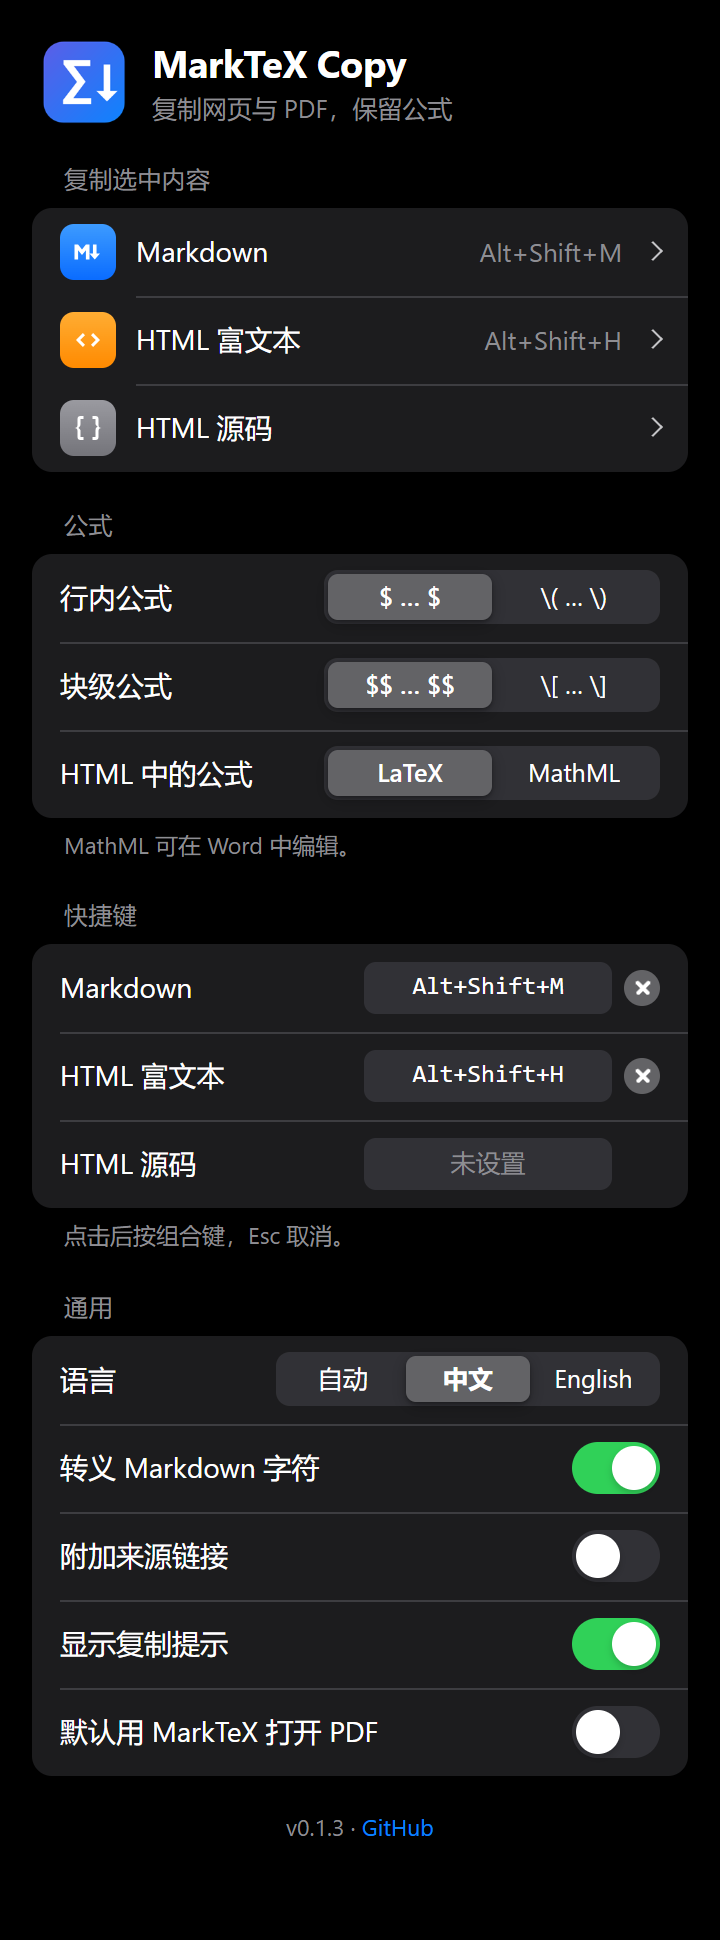 MarkTeX Copy
复制网页与 PDF，保留公式
复制选中内容
Markdown Alt+Shift+M
HTML 富文本 Alt+Shift+H
HTML 源码
公式
行内公式 $ ... $ \( ... \)
块级公式 $$ ... $$ \[ ... \]
HTML 中的公式 LaTeX MathML
MathML 可在 Word 中编辑。
快捷键
Markdown Alt+Shift+M
HTML 富文本 Alt+Shift+H
HTML 源码 未设置
点击后按组合键，Esc 取消。
通用
语言 自动 中文 English
转义 Markdown 字符
附加来源链接
显示复制提示
默认用 MarkTeX 打开 PDF
v0.1.3 · GitHub